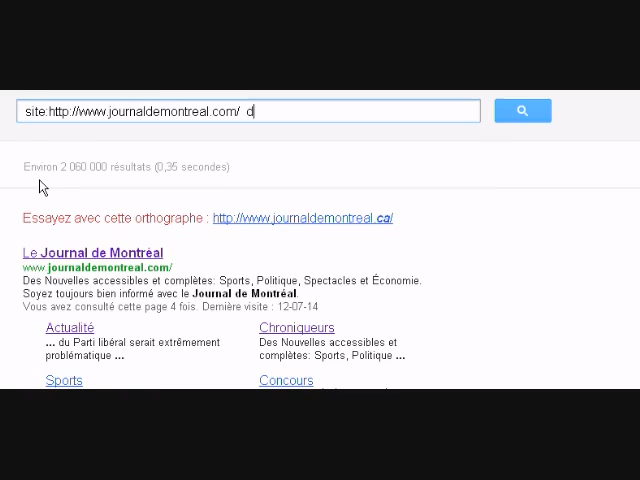 site:http://www.journaldemontreal.com/ d
Environ 2 060 000 résultats (0,35 secondes)
Essayez avec cette orthographe : http://www.journaldemontreal.ca/
Le Journal de Montréal
www.journaldemontreal.com/
Des Nouvelles accessibles et complètes: Sports, Politique, Spectacles et Économie.
Soyez toujours bien informé avec le Journal de Montréal.
Vous avez consulté cette page 4 fois. Dernière visite : 12-07-14
Actualité
... du Parti libéral serait extrêmement
problématique ...
Chroniqueurs
Des Nouvelles accessibles et
complètes: Sports, Politique ...
Sports
Concours